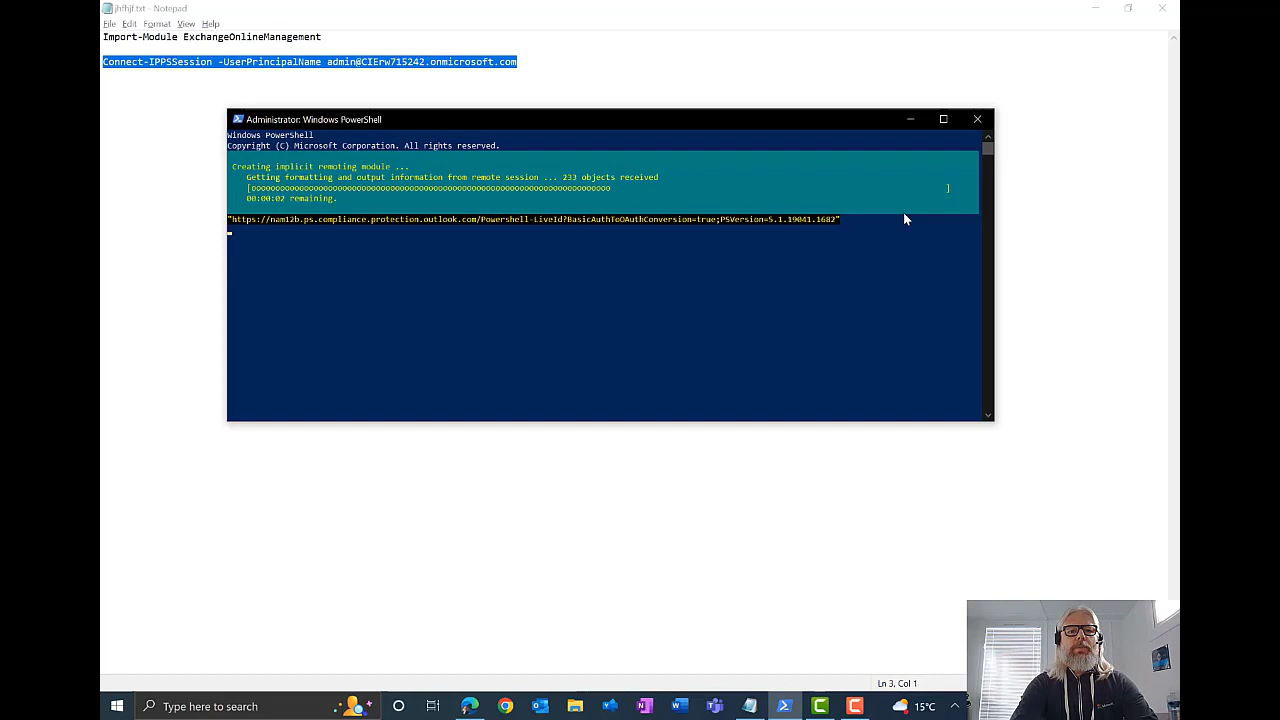 jhfhjf.txt - Notepad
File Edit Format View Help
Import-Module ExchangeOnlineManagement
Connect-IPPSSession -UserPrincipalName admin@CIErw715242.onmicrosoft.com
Administrator: Windows PowerShell
Windows PowerShell
Copyright (C) Microsoft Corporation. All rights reserved.
Creating implicit remoting module ...
Getting formatting and output information from remote session ... 233 objects received
[ooooooooooooooooooooooooooooooooooooooooooooooooooooooooooooooooooooooooooo ]
00:00:02 remaining.
"https://nam12b.ps.compliance.protection.outlook.com/Powershell-LiveId?BasicAuthToOAuthConversion=true;PSVersion=5.1.19041.1682"
Ln 3, Col 1
Type here to search
15°C